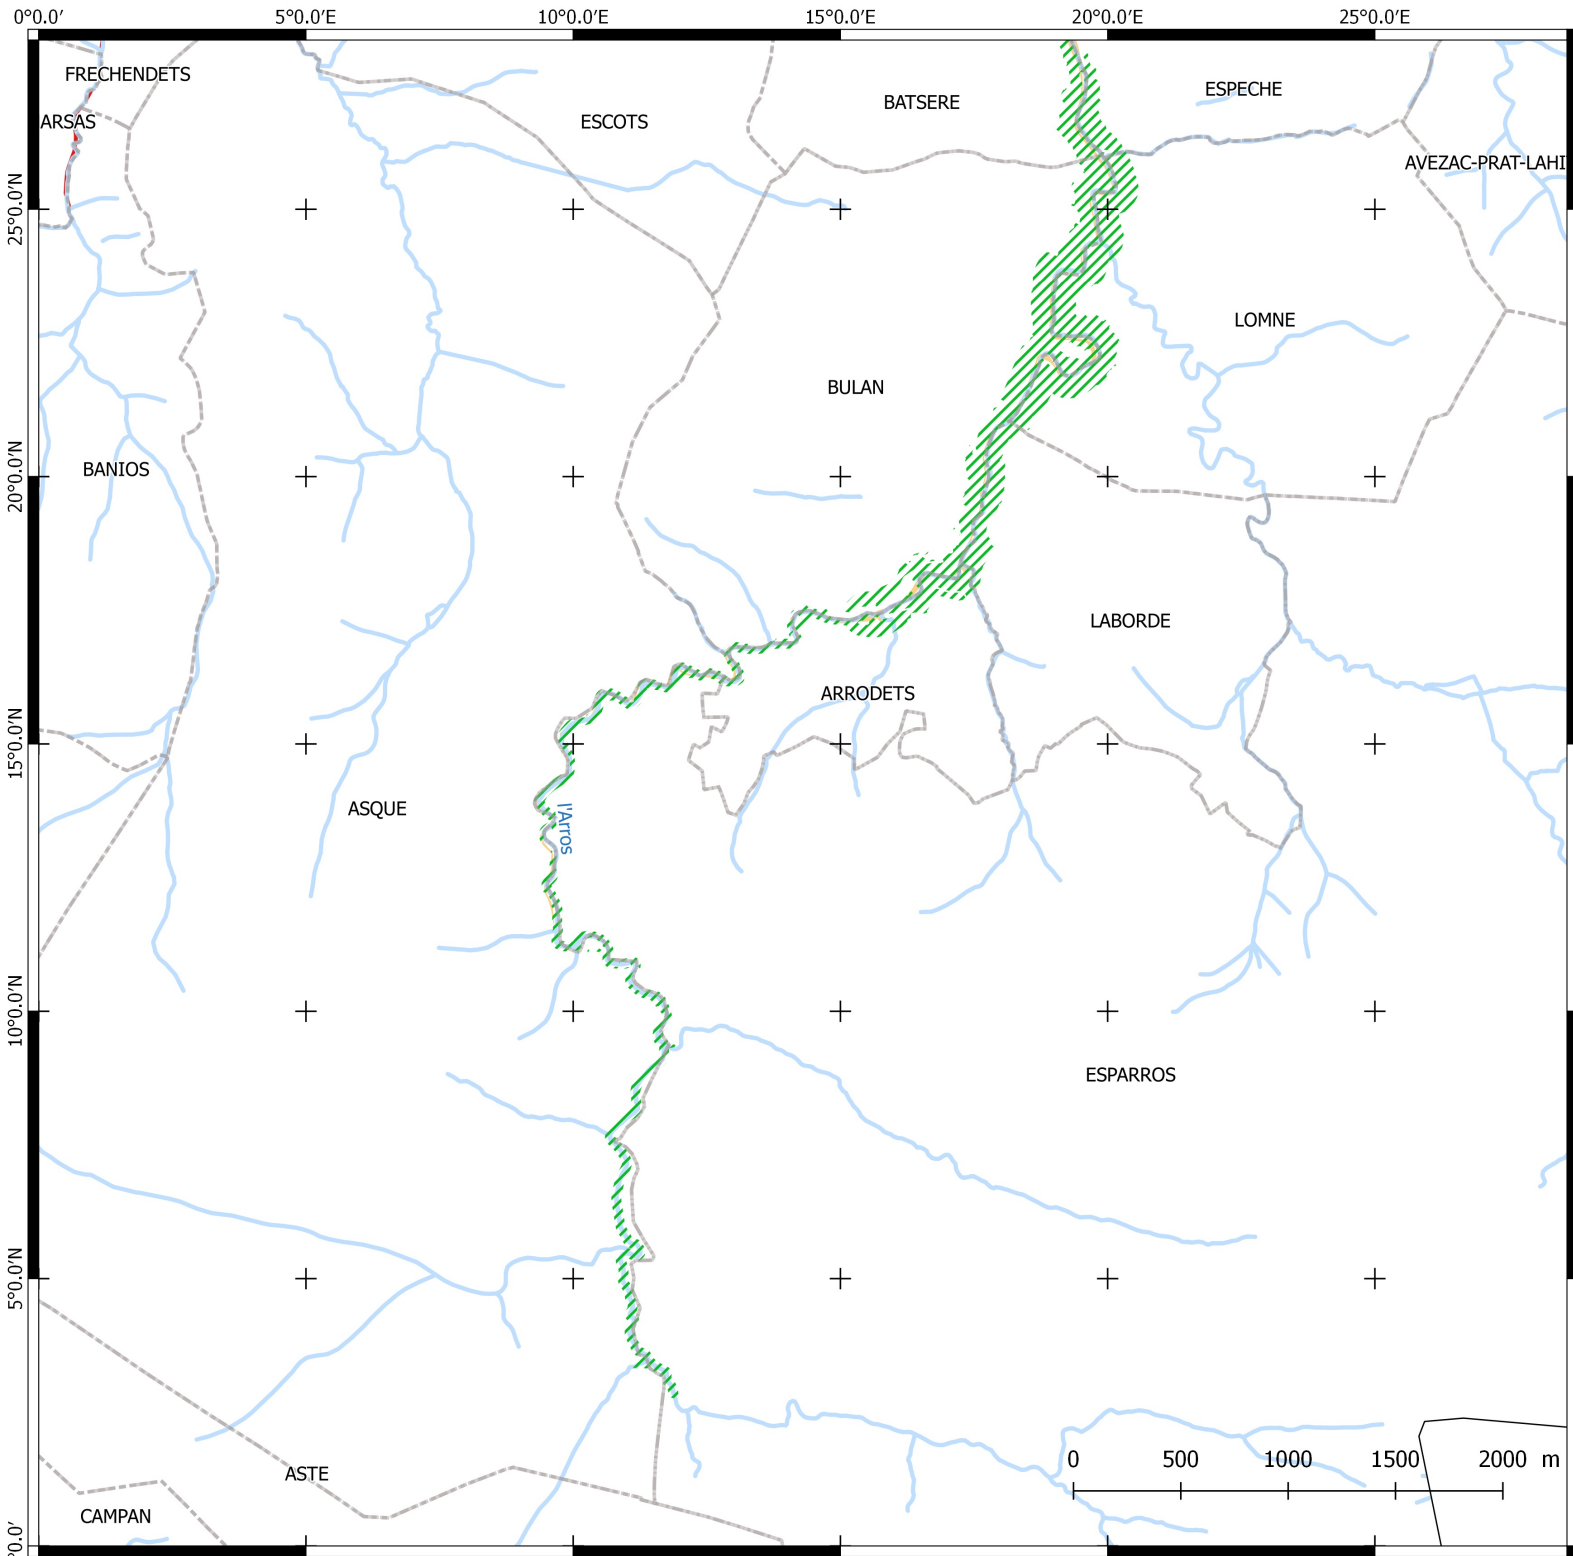 0°0.0′ 5°0.0′E 10°0.0′E 15°0.0′E 20°0.0′E 25°0.0′E
FRECHENDETS
ESPECHE
BATSERE
ARSAS
ESCOTS
AVEZAC-PRAT-LAHI
25°0.0′N
LOMNE
BULAN
BANIOS
20°0.0′N
LABORDE
ARRODETS
15°0.0′N
ASQUE
l'Arros
10°0.0′N
ESPARROS
5°0.0′N
0 500 1000 1500 2000 m
ASTE
CAMPAN
°0.0′